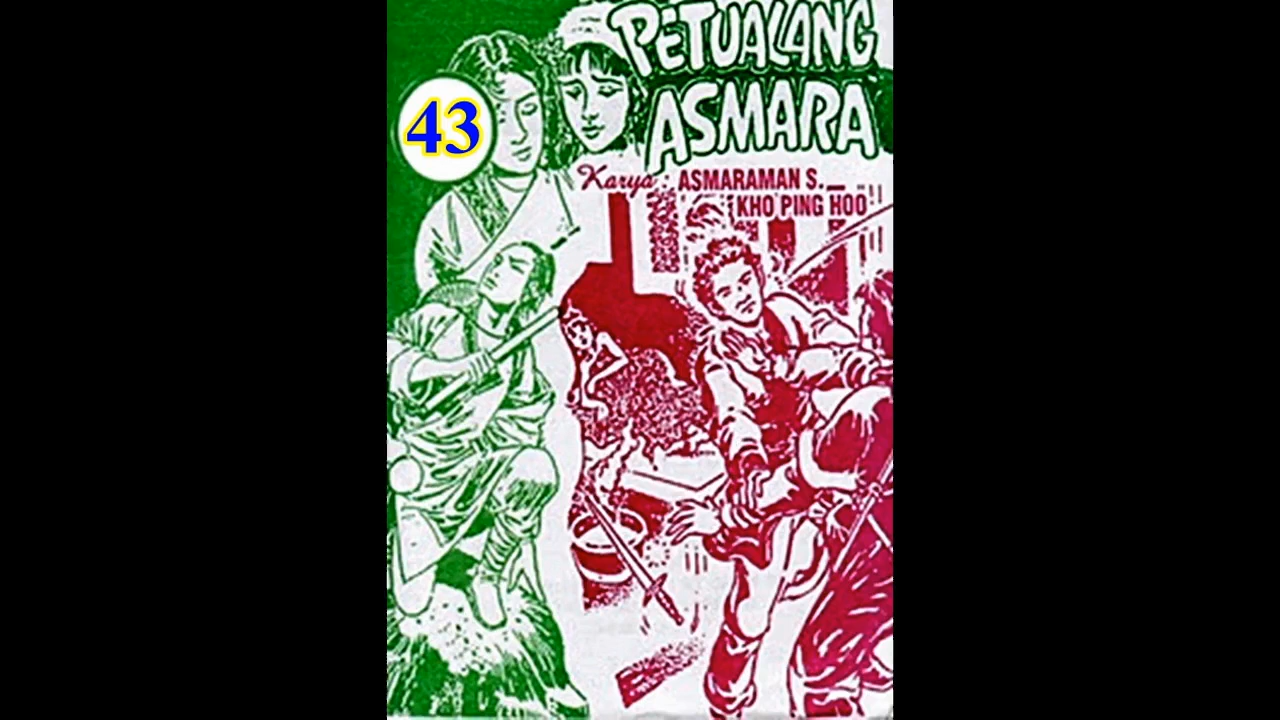 PETUALANG
ASMARA
43
Karya : ASMARAMAN S.
KHO PING HOO